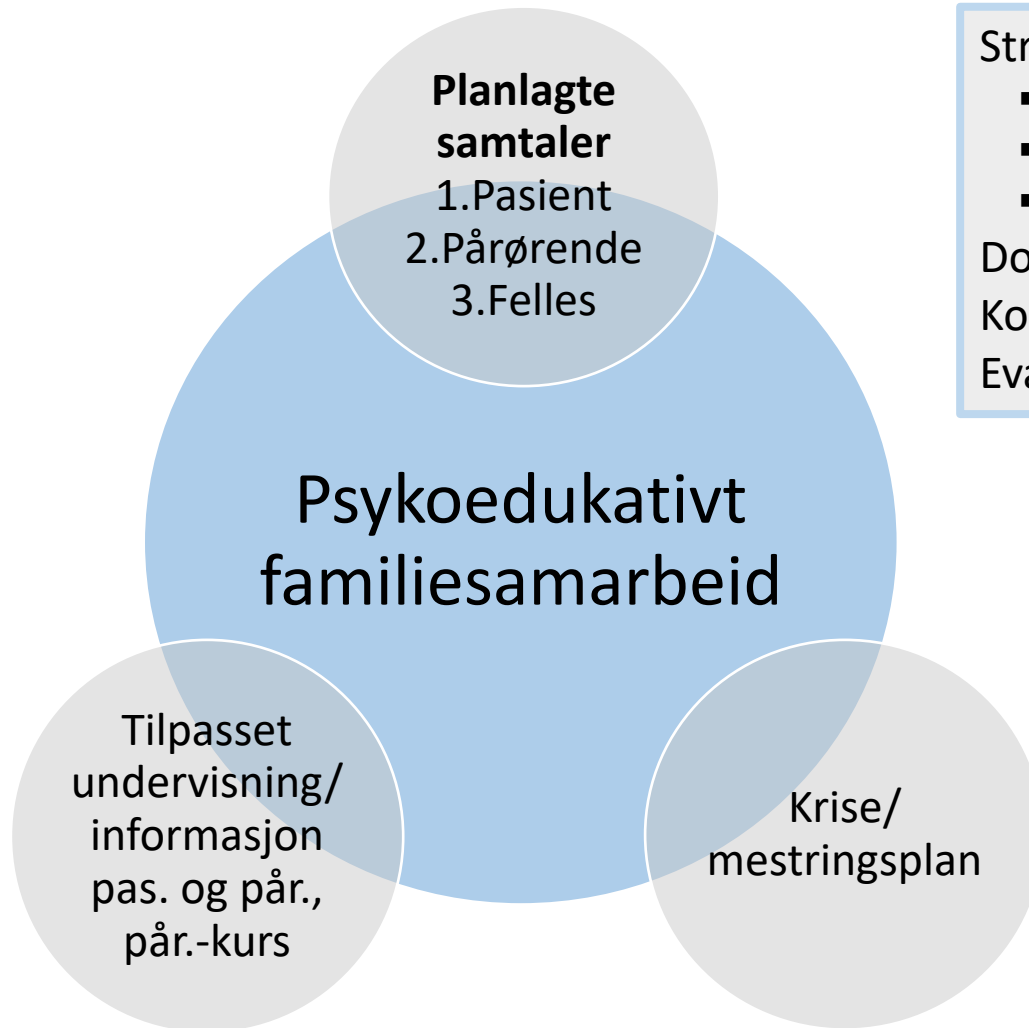 Planlagte
samtaler
1.Pasient
2.Pårørende
3.Felles
Psykoedukativt
familiesamarbeid
Tilpasset
undervisning/
informasjon
pas. og pår.,
pår.-kurs
Krise/
mestringsplan